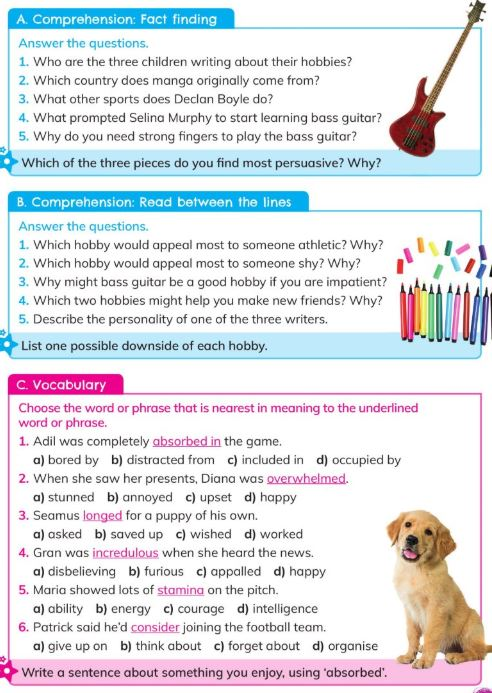 A. Comprehension: Fact finding
Answer the questions.
1. Who are the three children writing about their hobbies?
2. Which country does manga originally come from?
3. What other sports does Declan Boyle do?
4. What prompted Selina Murphy to start learning bass guitar?
5. Why do you need strong fingers to play the bass guitar?
Which of the three pieces do you find most persuasive? Why?
B. Comprehension: Read between the lines
Answer the questions.
1. Which hobby would appeal most to someone athletic? Why?
2. Which hobby would appeal most to someone shy? Why?
3. Why might bass guitar be a good hobby if you are impatient?
4. Which two hobbies might help you make new friends? Why?
5. Describe the personality of one of the three writers.
List one possible downside of each hobby.
C. Vocabulary
Choose the word or phrase that is nearest in meaning to the underlined
word or phrase.
1. Adil was completely absorbed in the game.
a) bored by b) distracted from c) included in d) occupied by
2. When she saw her presents, Diana was overwhelmed.
a) stunned b) annoyed c) upset d) happy
3. Seamus longed for a puppy of his own.
a) asked b) saved up c) wished d) worked
4. Gran was incredulous when she heard the news.
a) disbelieving b) furious c) appalled d) happy
5. Maria showed lots of stamina on the pitch.
a) ability b) energy c) courage d) intelligence
6. Patrick said he'd consider joining the football team.
a) give up on b) think about c) forget about d) organise
Write a sentence about something you enjoy, using 'absorbed'.